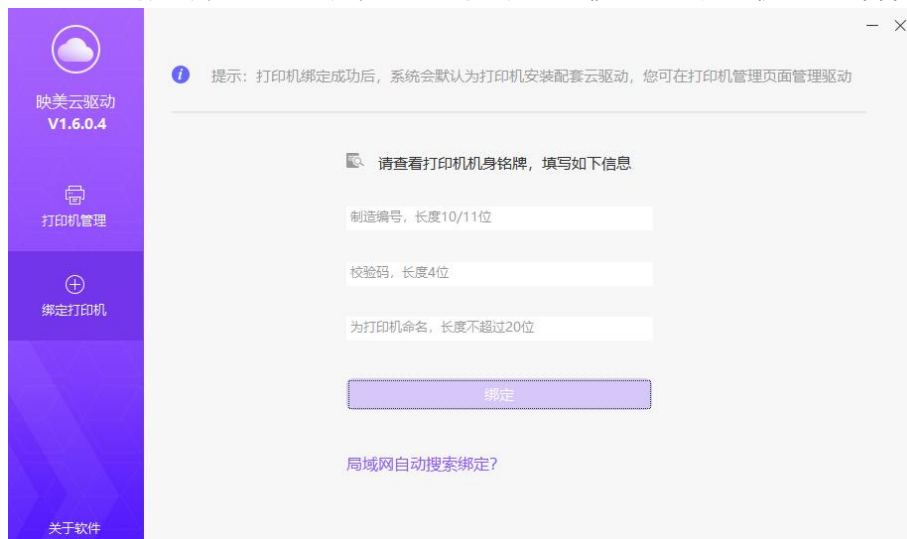 映美云驱动
V1.6.0.4
打印机管理
绑定打印机
关于软件
提示：打印机绑定成功后，系统会默认为打印机安装配套云驱动，您可在打印机管理页面管理驱动
请查看打印机机身铭牌，填写如下信息
制造编号，长度10/11位
校验码，长度4位
为打印机命名，长度不超过20位
绑定
局域网自动搜索绑定?